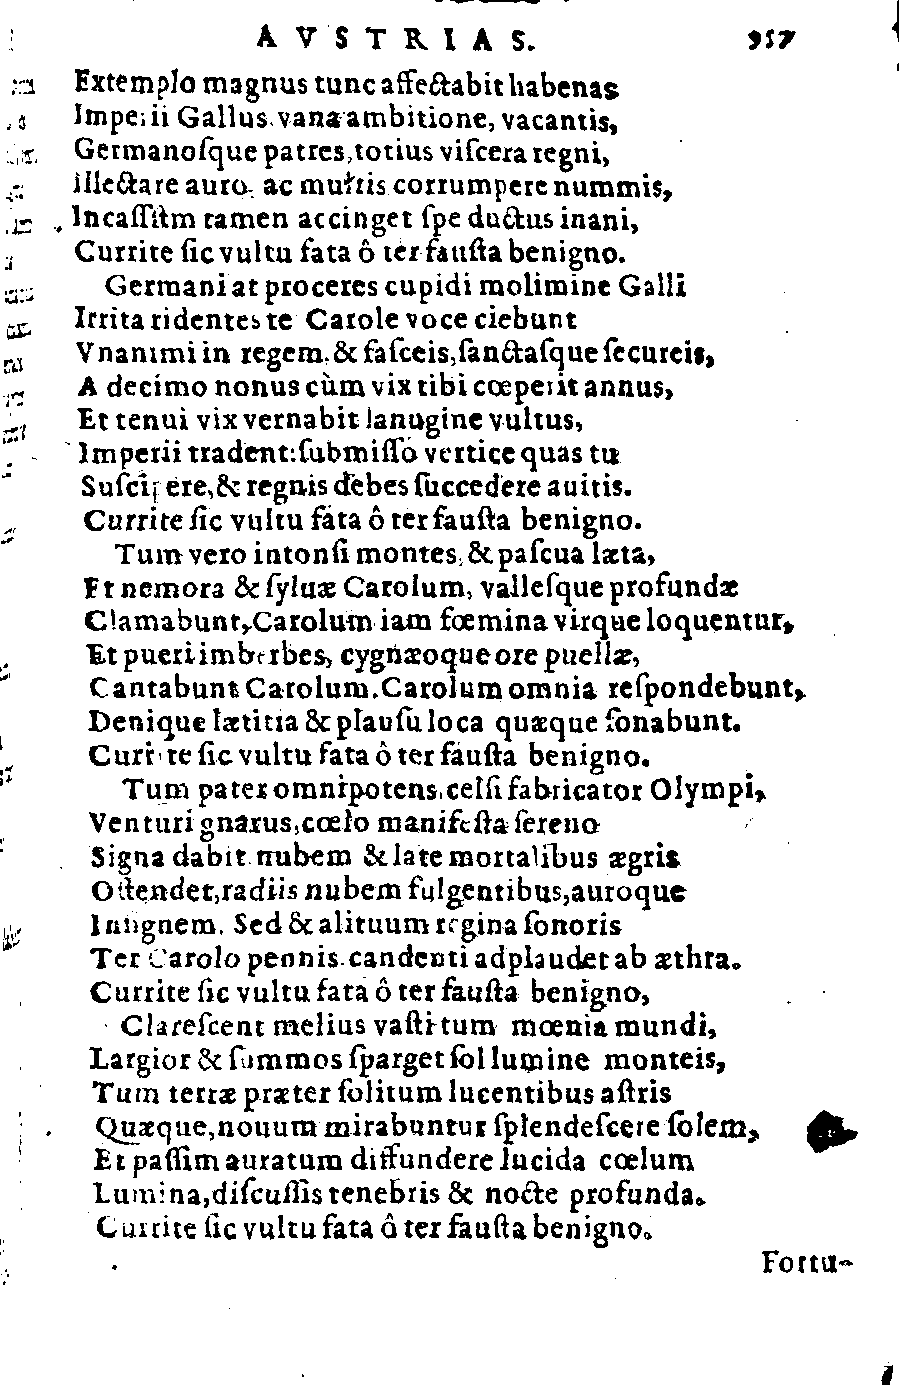 AVSTRIAS. 957
Extemplo magnus tunc affectabit habenas
Imperii Gallus vana ambitione, vacantis,
Germanoſque patres, totius viſcera regni,
Illectare auro, ac multis corrumpere nummis,
Incaſſùm tamen accinget ſpe ductus inani,
Currite ſic vultu fata ô ter fauſta benigno.
Germani at proceres cupidi molimine Galli
Irrita ridentes te Carole voce ciebunt
Vnanimi in regem, & faſceis, ſanctaſque ſecureis,
A decimo nonus cùm vix tibi cœperit annus,
Et tenui vix vernabit lanugine vultus,
Imperii tradent: ſubmiſſo vertice quas tu
Suſcipere, & regnis debes ſuccedere auitis.
Currite ſic vultu fata ô ter fauſta benigno.
Tum vero intonſi montes, & paſcua læta,
Et nemora & ſyluæ Carolum, valleſque profundæ
Clamabunt, Carolum iam fœmina virque loquentur,
Et pueri imberbes, cygnæoque ore puellæ,
Cantabunt Carolum, Carolum omnia reſpondebunt,
Denique lætitia & plauſu loca quæque ſonabunt.
Currite ſic vultu fata ô ter fauſta benigno.
Tum pater omnipotens, celſi fabricator Olympi,
Venturi gnarus, cœlo manifeſta ſereno
Signa dabit nubem & late mortalibus ægris
Oſtendet, radiis nubem fulgentibus, auroque
Inſignem. Sed & alituum regina ſonoris
Ter Carolo pennis candenti adplaudet ab æthra.
Currite ſic vultu fata ô ter fauſta benigno,
Clareſcent melius vaſti tum mœnia mundi,
Largior & ſummos ſparget ſol lumine monteis,
Tum terræ præter ſolitum lucentibus aſtris
Quæque, nouum mirabuntur ſplendeſcere ſolem,
Et paſſim auratum diffundere lucida cœlum
Lumina, diſcuſſis tenebris & nocte profunda.
Currite ſic vultu fata ô ter fauſta benigno.
Fortu-